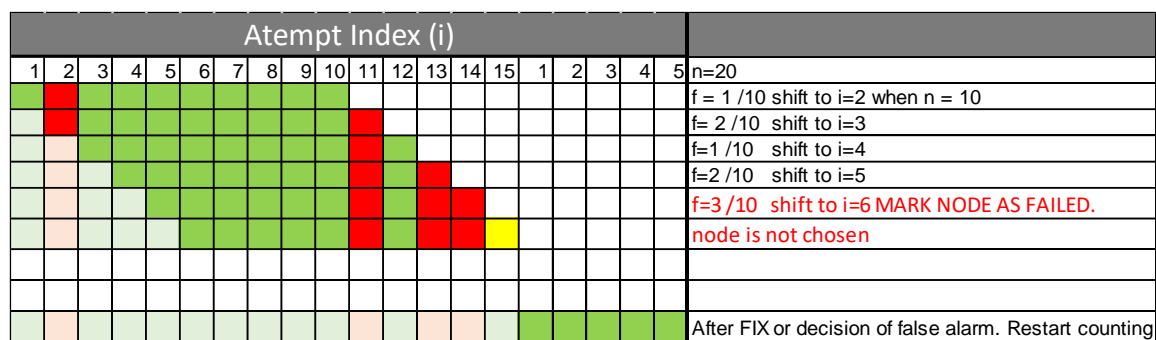 Atempt Index (i)
1 2 3 4 5 6 7 8 9 10 11 12 13 14 15 1 2 3 4 5 n=20
f = 1 /10 shift to i=2 when n = 10
f= 2 /10 shift to i=3
f=1 /10 shift to i=4
f=2 /10 shift to i=5
f=3 /10 shift to i=6 MARK NODE AS FAILED.
node is not chosen
After FIX or decision of false alarm. Restart counting